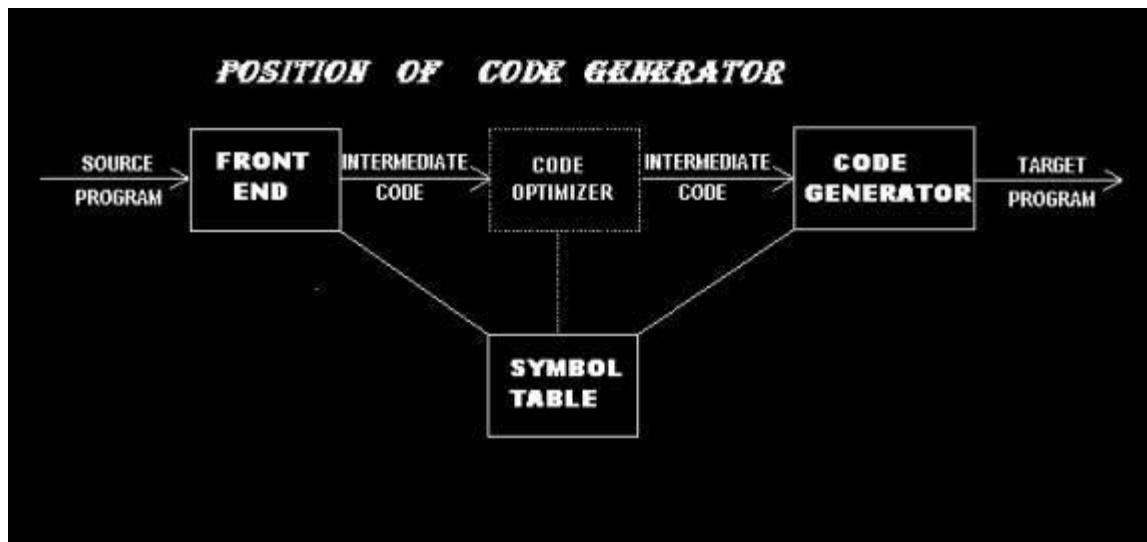 POSITION OF CODE GENERATOR
SOURCE
PROGRAM
FRONT
END
INTERMEDIATE
CODE
CODE
OPTIMIZER
INTERMEDIATE
CODE
CODE
GENERATOR
TARGET
PROGRAM
SYMBOL
TABLE